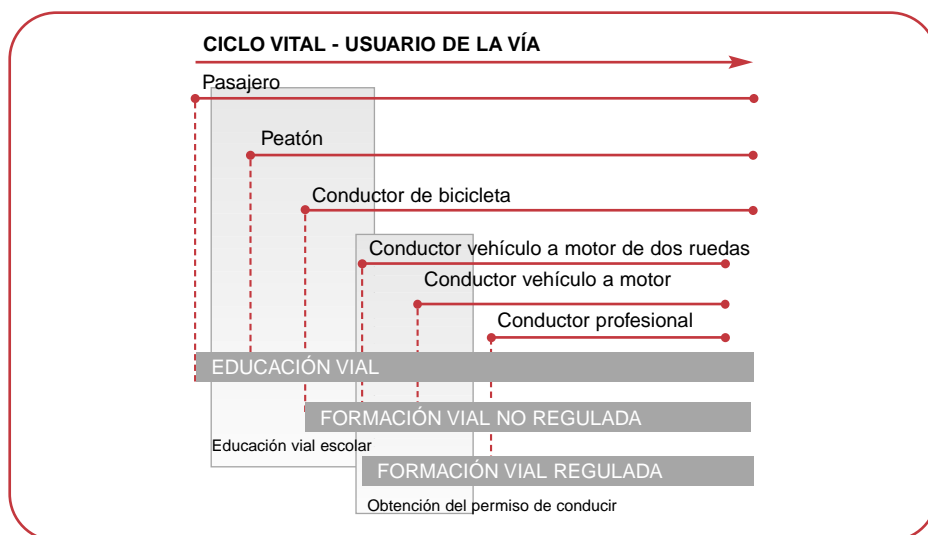 CICLO VITAL - USUARIO DE LA VÍA
Pasajero
Peatón
Conductor de bicicleta
Conductor vehículo a motor de dos ruedas
Conductor vehículo a motor
Conductor profesional
EDUCACIÓN VIAL
FORMACIÓN VIAL NO REGULADA
Educación vial escolar
FORMACIÓN VIAL REGULADA
Obtención del permiso de conducir